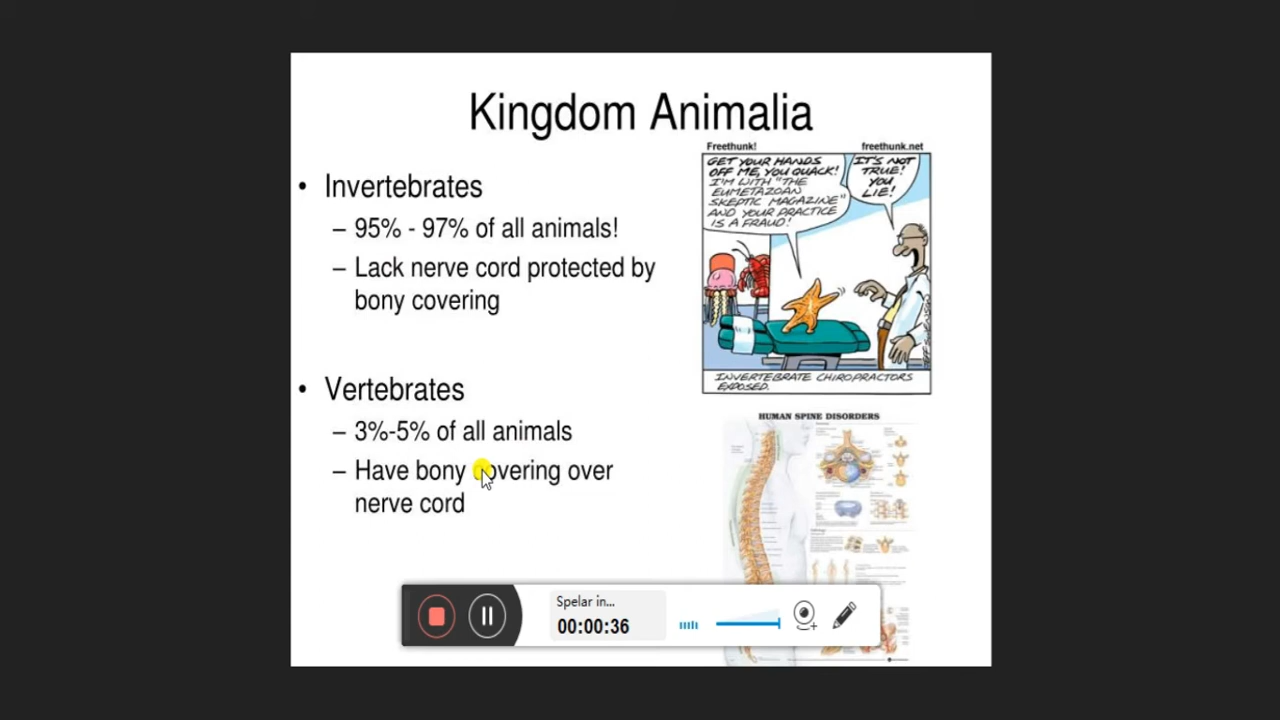 Kingdom Animalia
• Invertebrates
– 95% - 97% of all animals!
– Lack nerve cord protected by
bony covering
• Vertebrates
– 3%-5% of all animals
– Have bony covering over
nerve cord
Freethunk! freethunk.net
GET YOUR HANDS
OFF ME, YOU QUACK!
I'M WITH "THE
EUMETAZOAN
SKEPTIC MAGAZINE"
AND YOUR PRACTICE
IS A FRAUD!
IT'S NOT
TRUE!
YOU
LIE!
INVERTEBRATE CHIROPRACTORS
EXPOSED.
HUMAN SPINE DISORDERS
Spelar in...
00:00:36